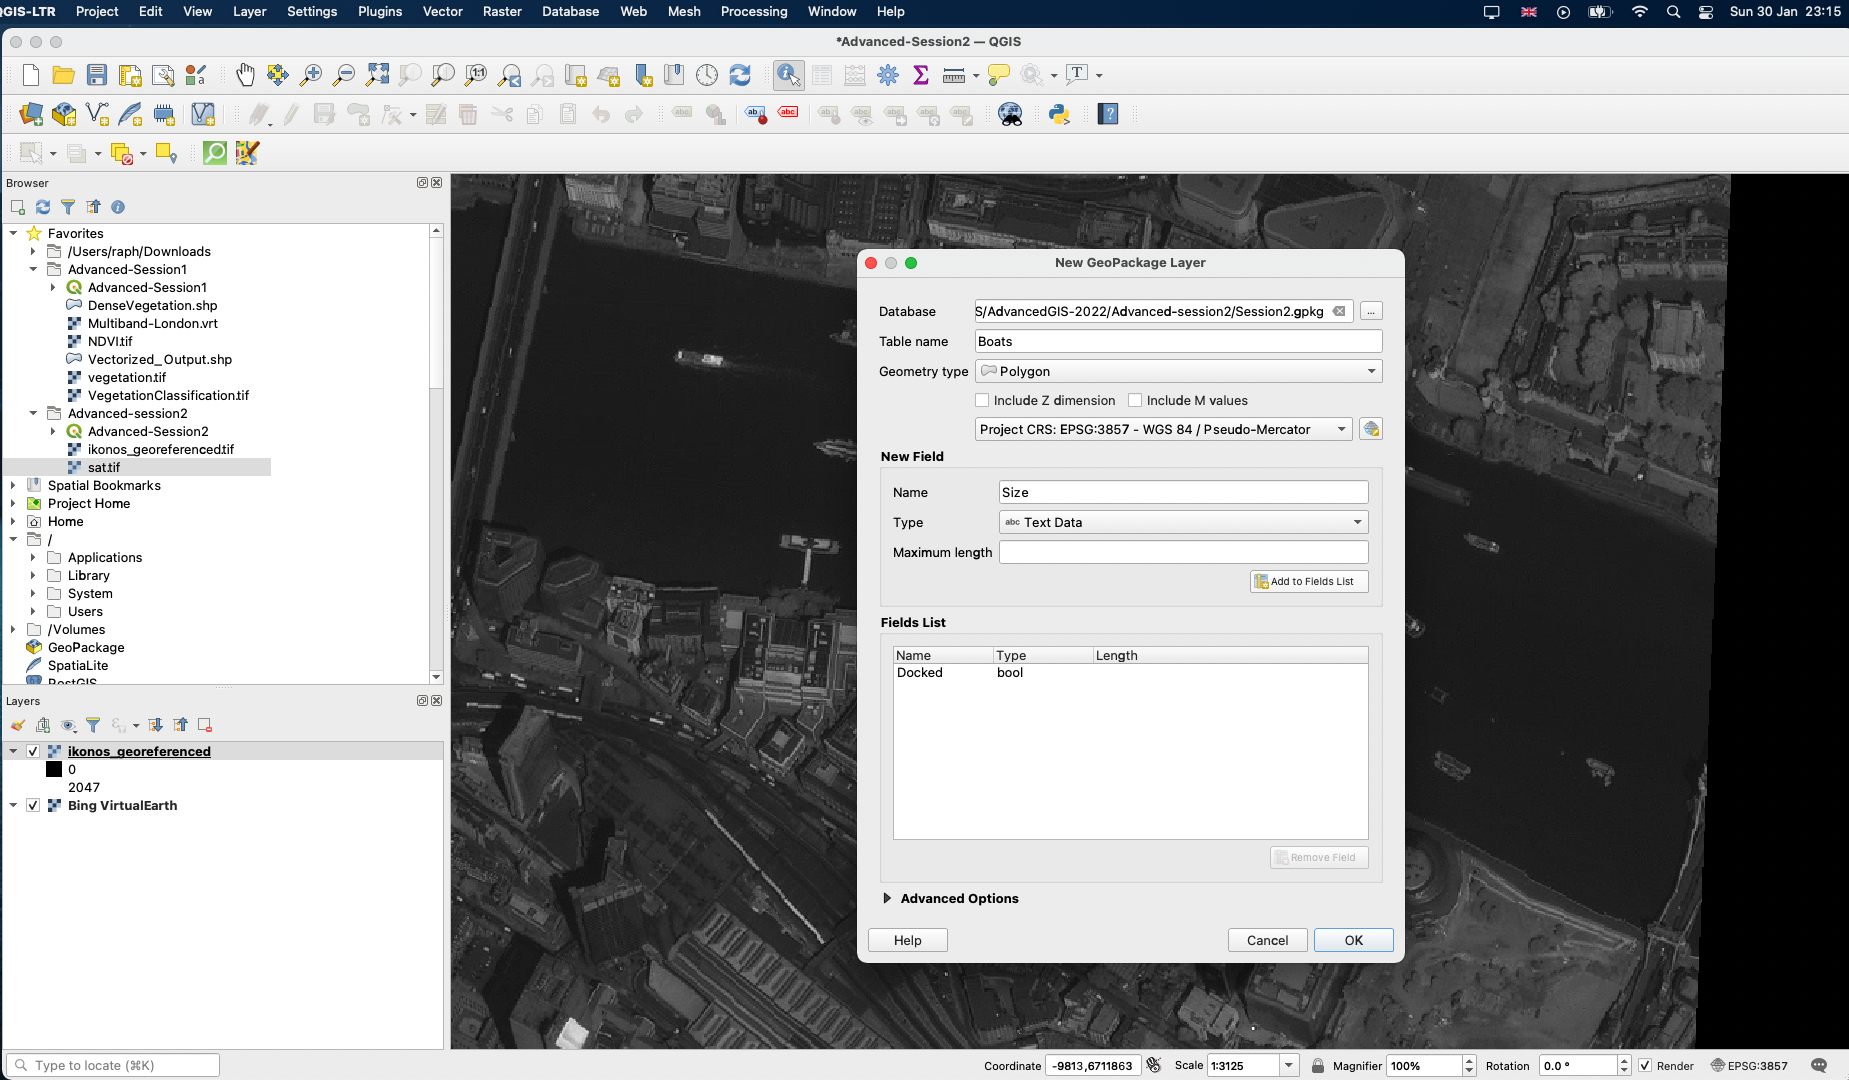 QGIS-LTR Project Edit View Layer Settings Plugins Vector Raster Database Web Mesh Processing Window Help Sun 30 Jan 23:15
*Advanced-Session2 — QGIS
Browser
Favorites
/Users/raph/Downloads
Advanced-Session1
Advanced-Session1
DenseVegetation.shp
Multiband-London.vrt
NDVI.tif
Vectorized_Output.shp
vegetation.tif
VegetationClassification.tif
Advanced-session2
Advanced-Session2
ikonos_georeferenced.tif
sat.tif
Spatial Bookmarks
Project Home
Home
/
Applications
Library
System
Users
/Volumes
GeoPackage
SpatiaLite
PostGIS
Layers
ikonos_georeferenced
0
2047
Bing VirtualEarth
New GeoPackage Layer
Database S/AdvancedGIS-2022/Advanced-session2/Session2.gpkg ...
Table name Boats
Geometry type Polygon
Include Z dimension Include M values
Project CRS: EPSG:3857 - WGS 84 / Pseudo-Mercator
New Field
Name Size
Type abc Text Data
Maximum length
Add to Fields List
Fields List
Name Type Length
Docked bool
Remove Field
Advanced Options
Help Cancel OK
Type to locate (⌘K) Coordinate -9813,6711863 Scale 1:3125 Magnifier 100% Rotation 0.0 ° Render EPSG:3857